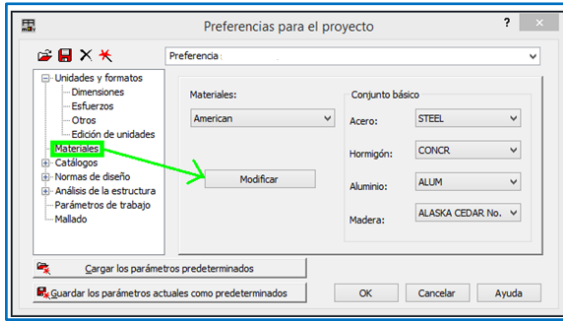 Preferencias para el proyecto ?
Preferencia:
Unidades y formatos
Dimensiones
Esfuerzos
Otros
Edición de unidades
Materiales
Catálogos
Normas de diseño
Análisis de la estructura
Parámetros de trabajo
Mallado
Materiales:
American
Modificar
Conjunto básico
Acero: STEEL
Hormigón: CONCR
Aluminio: ALUM
Madera: ALASKA CEDAR No.
Cargar los parámetros predeterminados
Guardar los parámetros actuales como predeterminados
OK Cancelar Ayuda